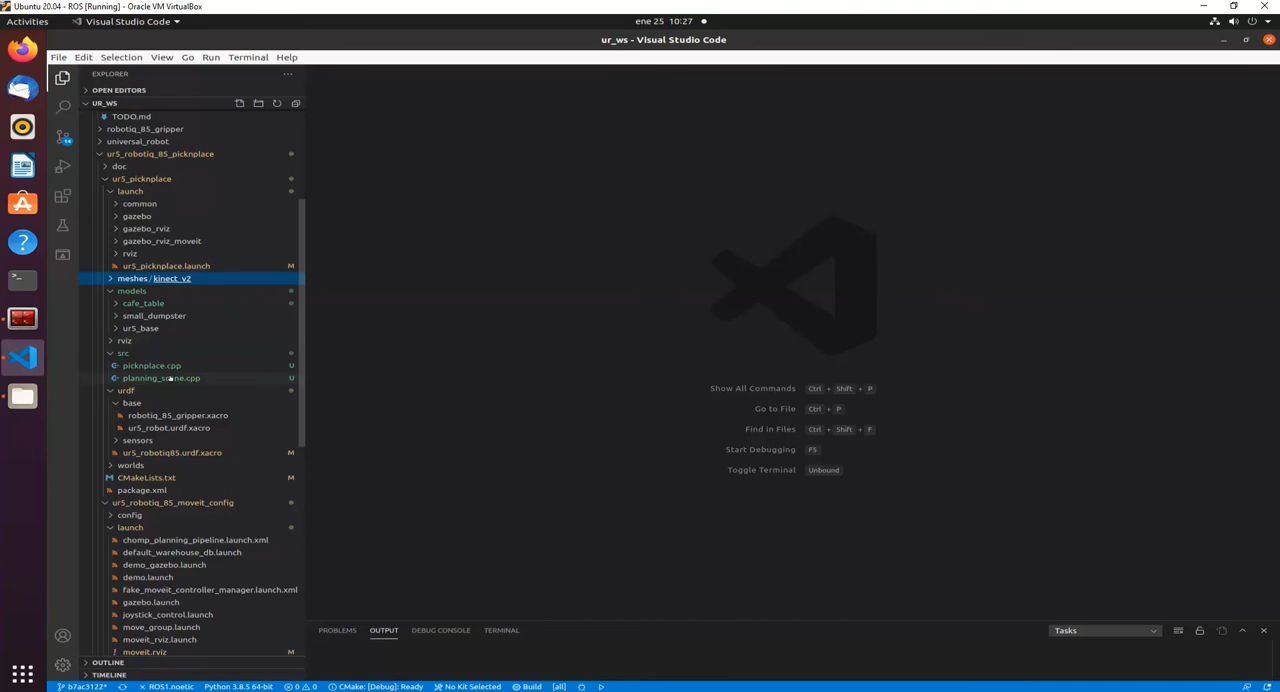 Ubuntu 20.04 - ROS [Running] - Oracle VM VirtualBox
Activities
Visual Studio Code
ene 25 10:27
ur_ws - Visual Studio Code
File Edit Selection View Go Run Terminal Help
EXPLORER
OPEN EDITORS
UR_WS
TODO.md
robotiq_85_gripper
universal_robot
14
ur5_robotiq_85_picknplace
doc
ur5_picknplace
launch
common
gazebo
gazebo_rviz
gazebo_rviz_moveit
rviz
ur5_picknplace.launch M
meshes / kinect_v2
models
cafe_table
small_dumpster
ur5_base
rviz
src
picknplace.cpp U
planning_scene.cpp U
urdf
base
robotiq_85_gripper.xacro
ur5_robot.urdf.xacro
sensors
ur5_robotiq85.urdf.xacro M
worlds
CMakeLists.txt M
package.xml
ur5_robotiq_85_moveit_config
config
launch
chomp_planning_pipeline.launch.xml
default_warehouse_db.launch
demo_gazebo.launch
demo.launch
fake_moveit_controller_manager.launch.xml
gazebo.launch
joystick_control.launch
move_group.launch
moveit_rviz.launch
moveit.rviz M
OUTLINE
TIMELINE
Show All Commands Ctrl + Shift + P
Go to File Ctrl + P
Find in Files Ctrl + Shift + F
Start Debugging F5
Toggle Terminal Unbound
PROBLEMS OUTPUT DEBUG CONSOLE TERMINAL
Tasks
b7ac3122* ROS1.noetic Python 3.8.5 64-bit 0 0 CMake: [Debug]: Ready No Kit Selected Build [all]